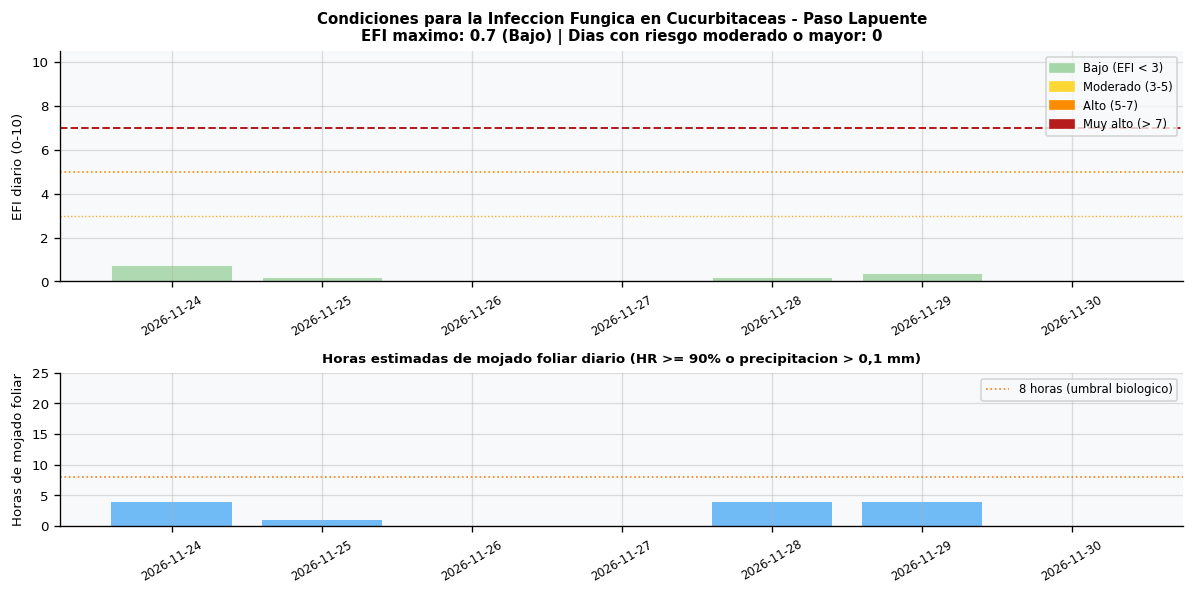 Condiciones para la Infeccion Fungica en Cucurbitaceas - Paso Lapuente
EFI maximo: 0.7 (Bajo) | Dias con riesgo moderado o mayor: 0
EFI diario (0-10)
10
8
6
4
2
0
Bajo (EFI < 3)
Moderado (3-5)
Alto (5-7)
Muy alto (> 7)
2026-11-24
2026-11-25
2026-11-26
2026-11-27
2026-11-28
2026-11-29
2026-11-30
Horas estimadas de mojado foliar diario (HR >= 90% o precipitacion > 0,1 mm)
Horas de mojado foliar
25
20
15
10
5
0
8 horas (umbral biologico)
2026-11-24
2026-11-25
2026-11-26
2026-11-27
2026-11-28
2026-11-29
2026-11-30